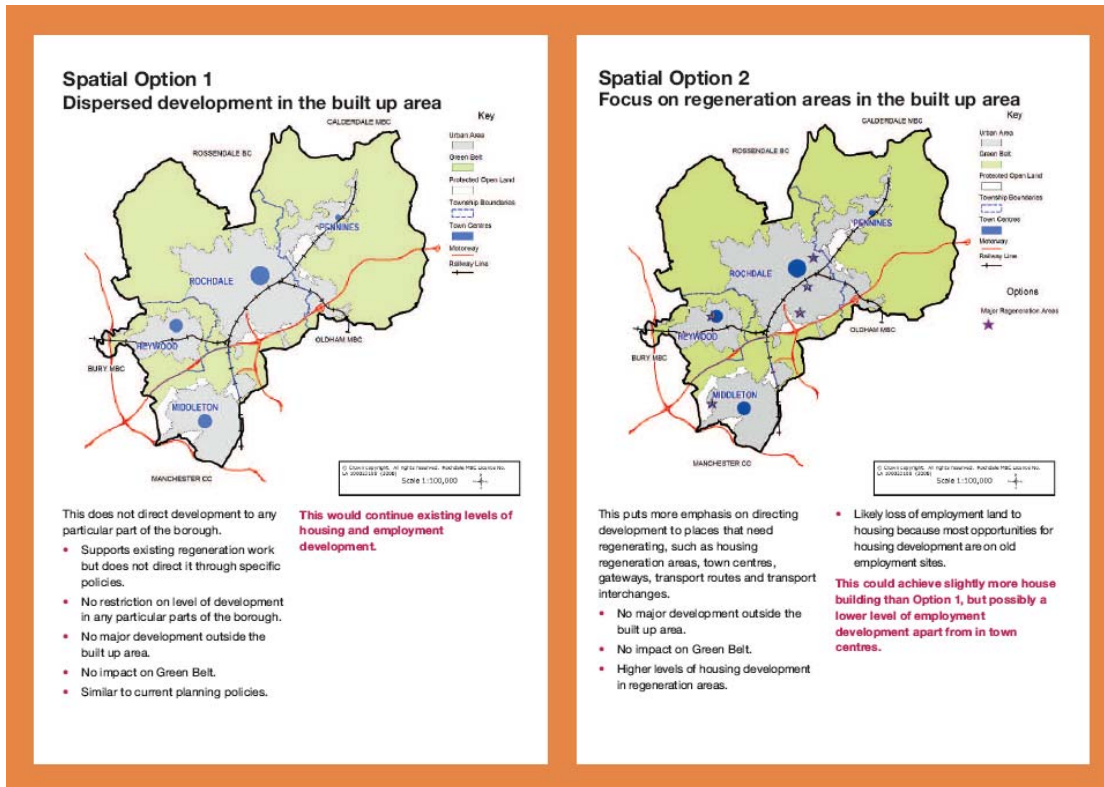 Spatial Option 1
Dispersed development in the built up area
Key
CALDERDALE MBC
Urban Area
ROSSENDALE BC
Green Belt
Protected Open Land
Township Boundaries
Town Centres
PENNINES
Motorway
Railway Line
ROCHDALE
OLDHAM MBC
HEYWOOD
BURY MBC
MIDDLETON
MANCHESTER CC
Scale 1:100,000
This does not direct development to any
particular part of the borough.
• Supports existing regeneration work
but does not direct it through specific
policies.
• No restriction on level of development
in any particular parts of the borough.
• No major development outside the
built up area.
• No impact on Green Belt.
• Similar to current planning policies.
This would continue existing levels of
housing and employment
development.
Spatial Option 2
Focus on regeneration areas in the built up area
Key
CALDERDALE MBC
Urban Area
ROSSENDALE BC
Green Belt
Protected Open Land
Township Boundaries
Town Centres
PENNINES
Motorway
Railway Line
ROCHDALE
Options
Major Regeneration Areas
OLDHAM MBC
HEYWOOD
BURY MBC
MIDDLETON
MANCHESTER CC
Scale 1:100,000
This puts more emphasis on directing
development to places that need
regenerating, such as housing
regeneration areas, town centres,
gateways, transport routes and transport
interchanges.
• No major development outside the
built up area.
• No impact on Green Belt.
• Higher levels of housing development
in regeneration areas.
• Likely loss of employment land to
housing because most opportunities for
housing development are on old
employment sites.
This could achieve slightly more house
building than Option 1, but possibly a
lower level of employment
development apart from in town
centres.